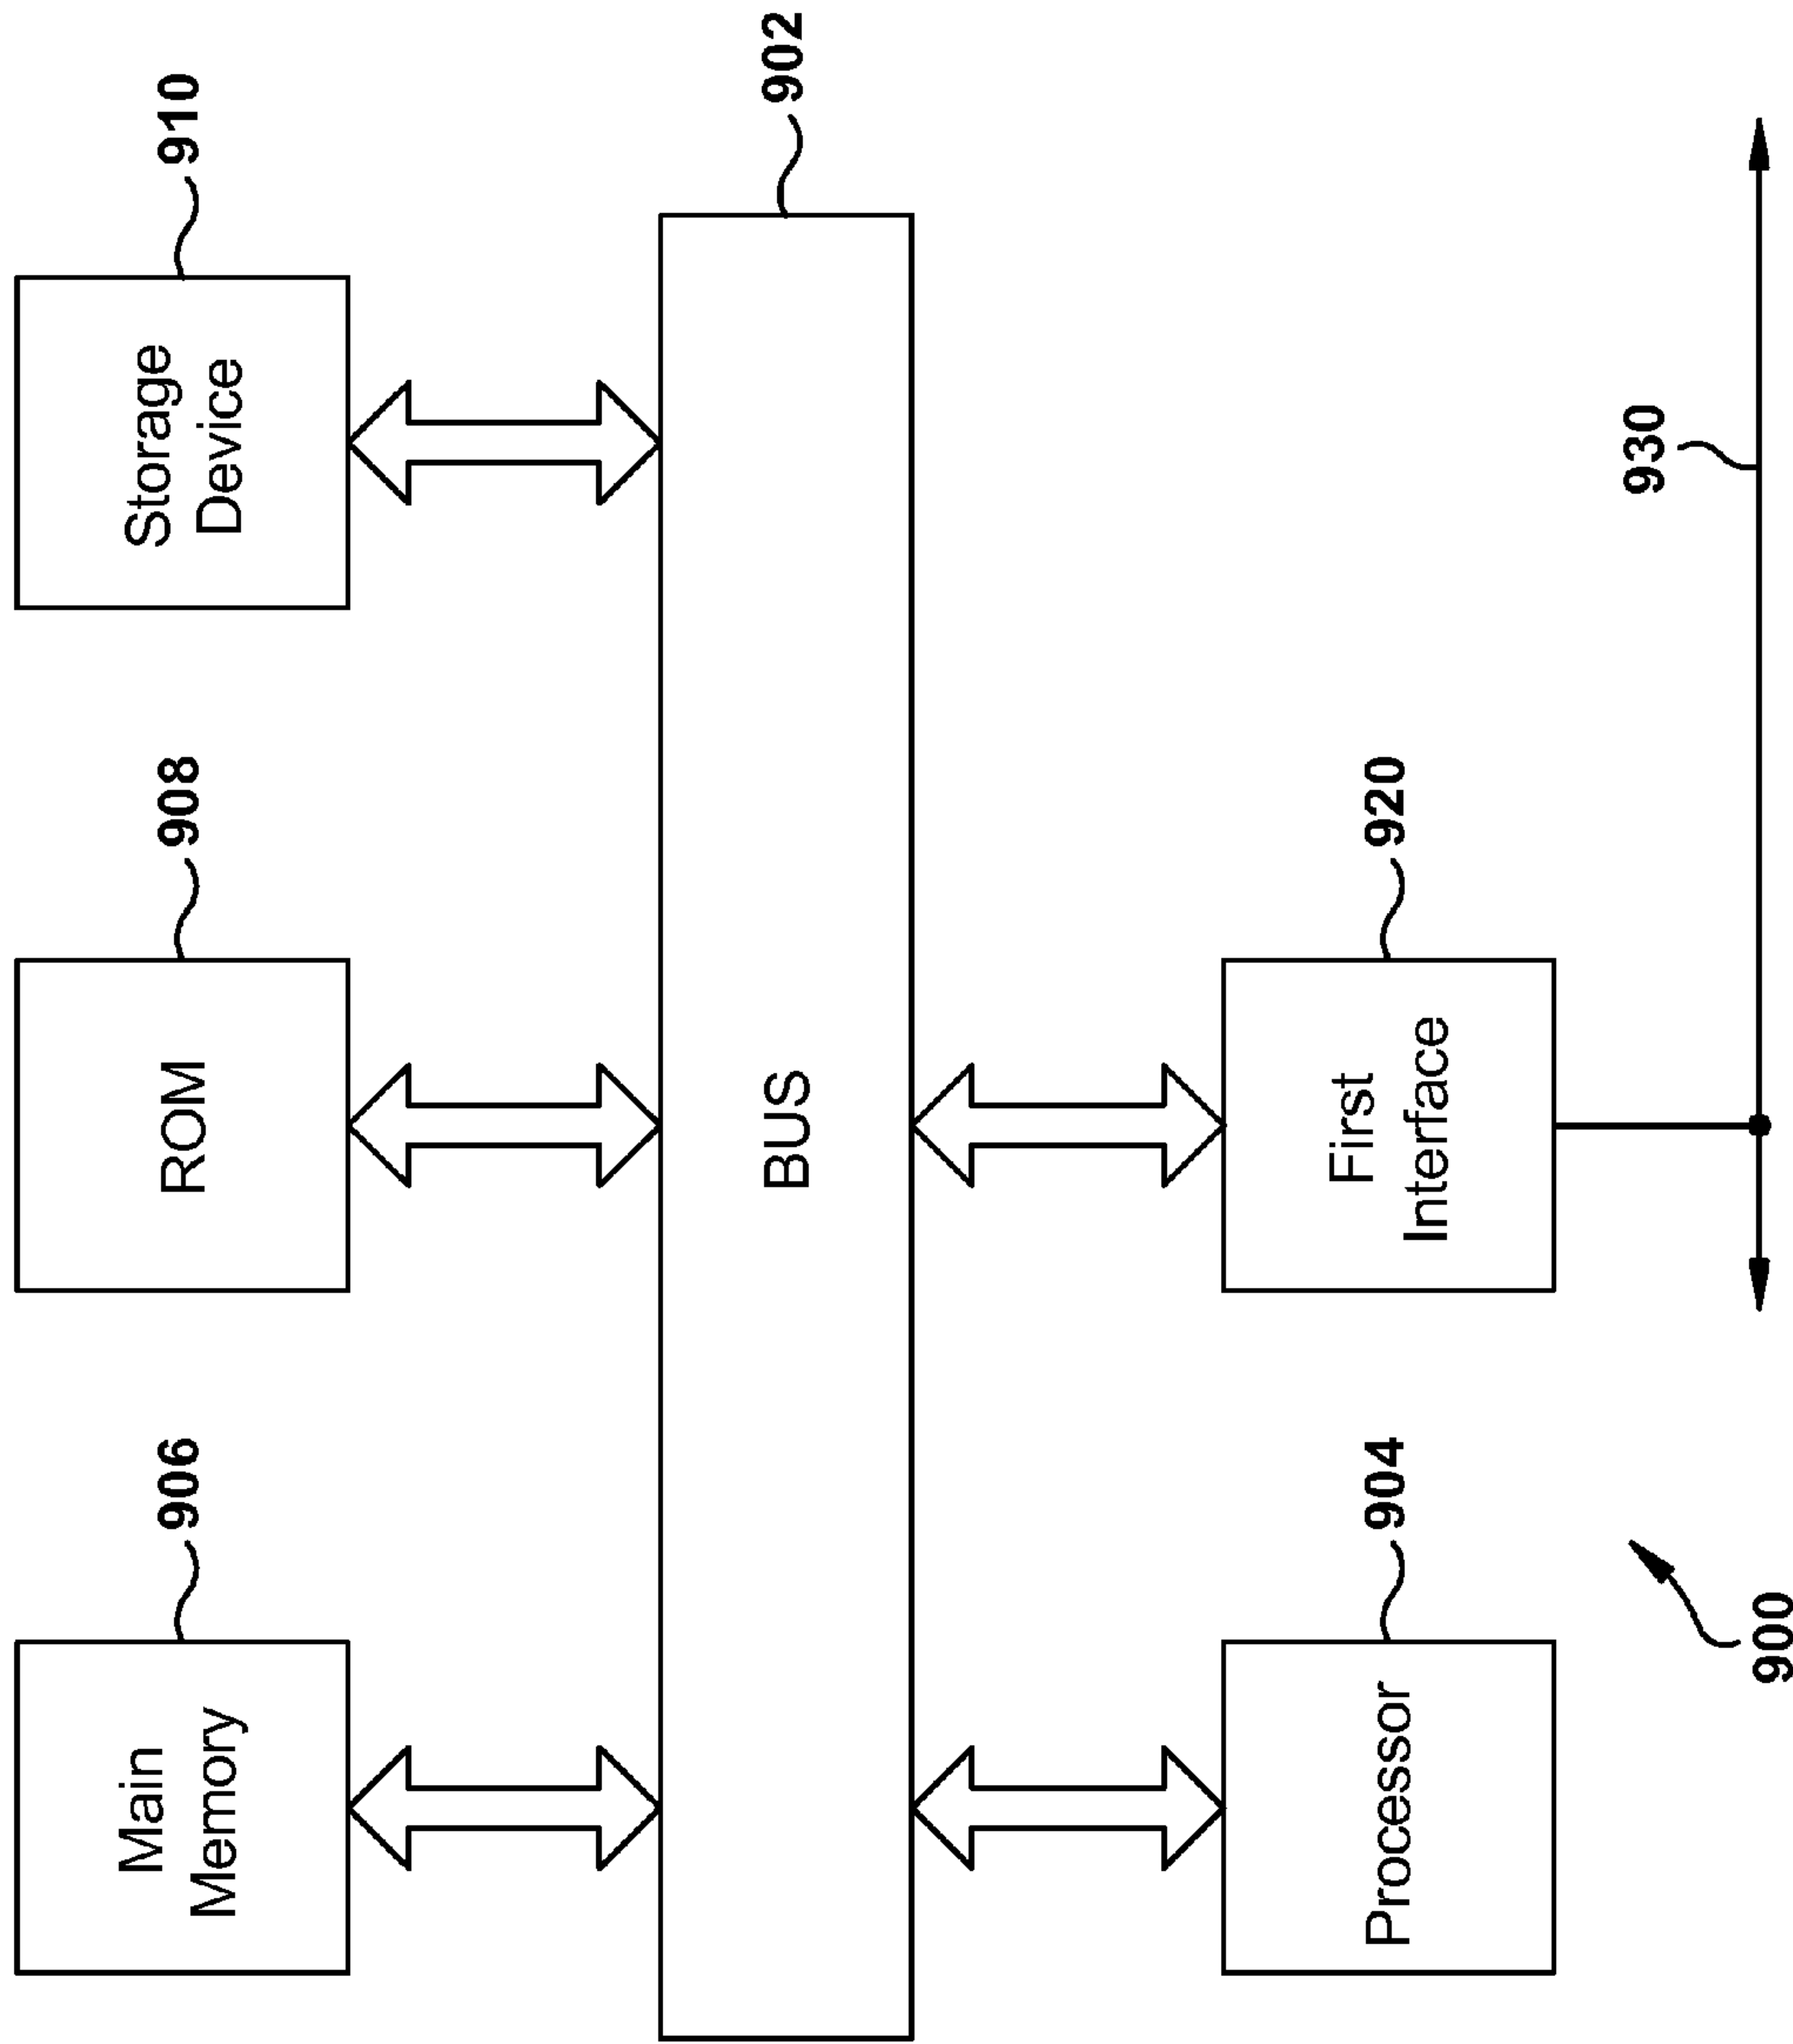 906
908
910
Main
Memory
ROM
Storage
Device
902
BUS
904
920
Processor
First
Interface
930
900